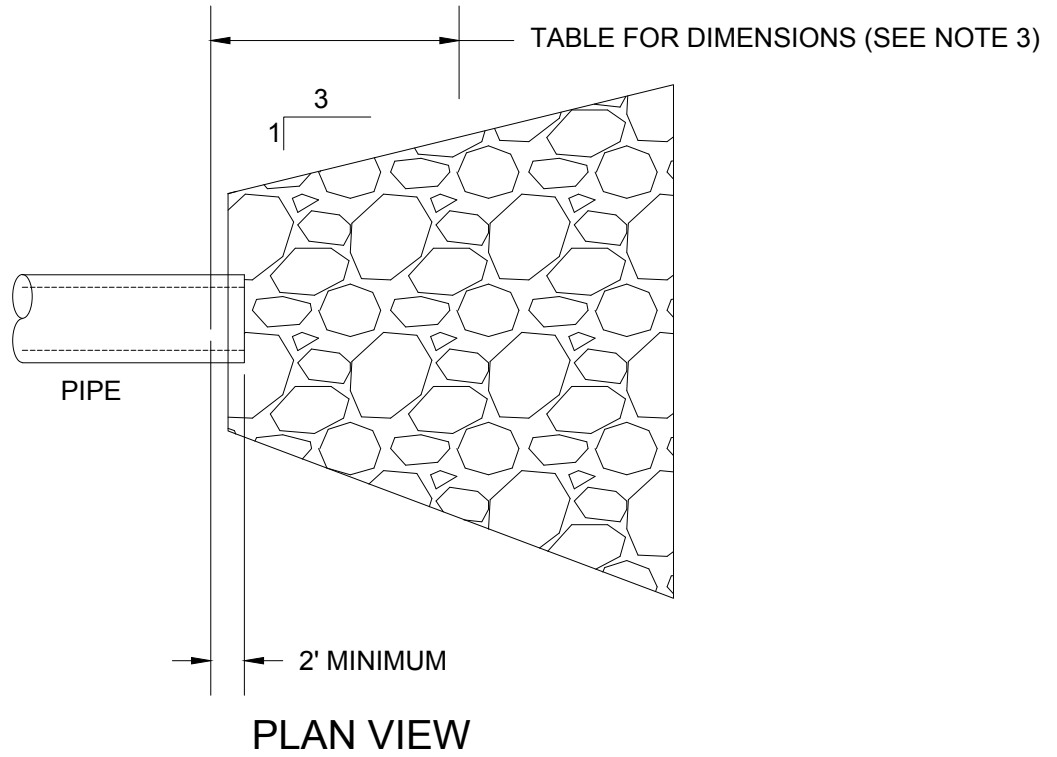 TABLE FOR DIMENSIONS (SEE NOTE 3)
3
1
PIPE
2' MINIMUM
PLAN VIEW